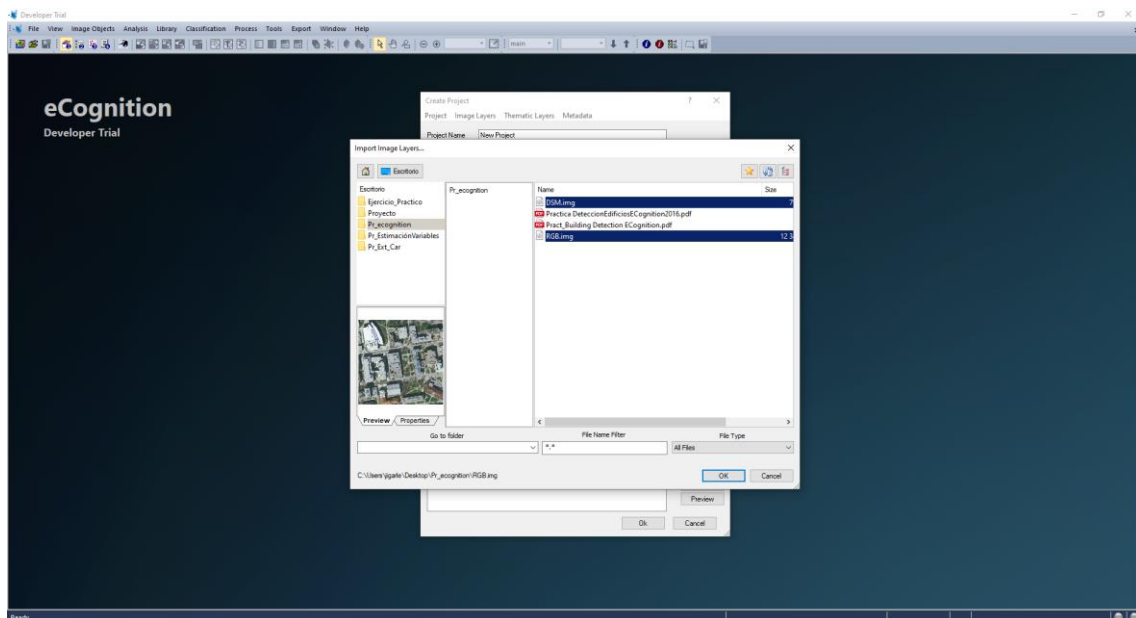 Developer Trial
File View Image Objects Analysis Library Classification Process Tools Export Window Help
main
eCognition
Developer Trial
Create Project ? ×
Project Image Layers Thematic Layers Metadata
Project Name New Project
Import Image Layers...
Escritorio
Escritorio
Ejercicio_Practico
Proyecto
Pr_ecognition
Pr_EstimaciónVariables
Pr_Ext_Car
Pr_ecognition
Name Size
DSM.img 7
Practica DeteccionEdificiosECognition2016.pdf
Pract_Building Detection ECognition.pdf
RGB.img 12 3
Preview Properties
Go to folder File Name Filter File Type
*.* All Files
C:\Users\jigarle\Desktop\Pr_ecognition\RGB.img
OK Cancel
Preview
Ok Cancel
Ready